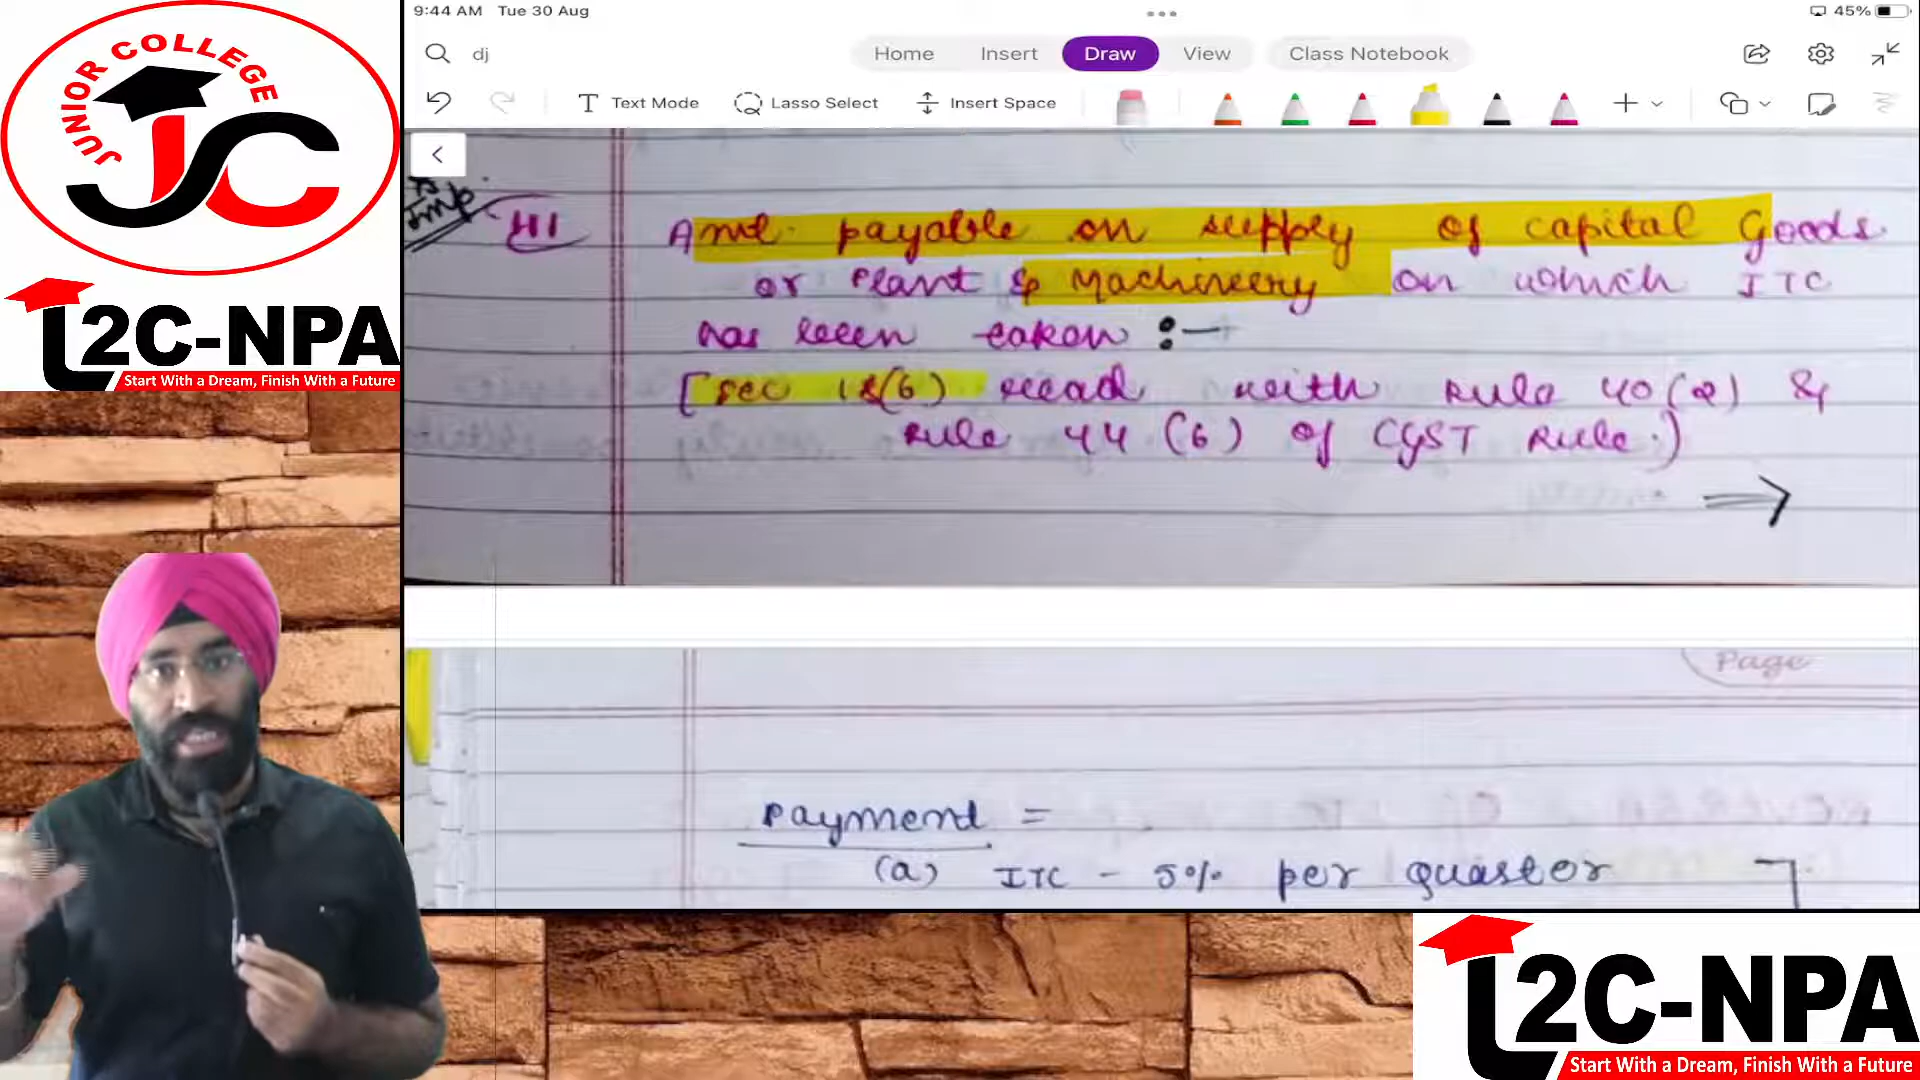 JUNIOR COLLEGE
JC
L2C-NPA
Start With a Dream, Finish With a Future
9:44 AM Tue 30 Aug
45%
dj
Home Insert Draw View Class Notebook
Text Mode Lasso Select Insert Space
Imp
H1 Amt. payable on supply of capital Goods
or Plant & Machinery on which ITC
has been taken :-
[sec 18(6) read with Rule 40(2) &
Rule 44 (6) of CGST Rule.)
Page
Payment =
(a) ITC - 5% per quarter
L2C-NPA
Start With a Dream, Finish With a Future